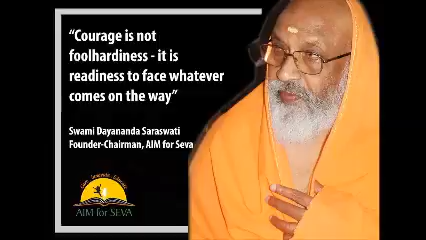 “Courage is not
foolhardiness - it is
readiness to face whatever
comes on the way”
Swami Dayananda Saraswati
Founder-Chairman, AIM for Seva
AIM for SEVA